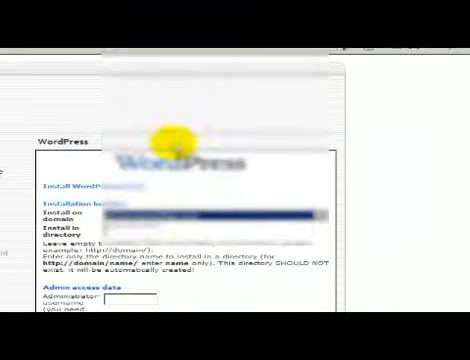 WordPress
WordPress
Install WordP
Installation lo
Install on
domain
Install in
directory
Leave empty
example: http://domain/).
Enter only the directory name to install in a directory (for
http://domain/name/ enter name only). This directory SHOULD NOT
exist, it will be automatically created!
Admin access data
Administrator-
username
(you need